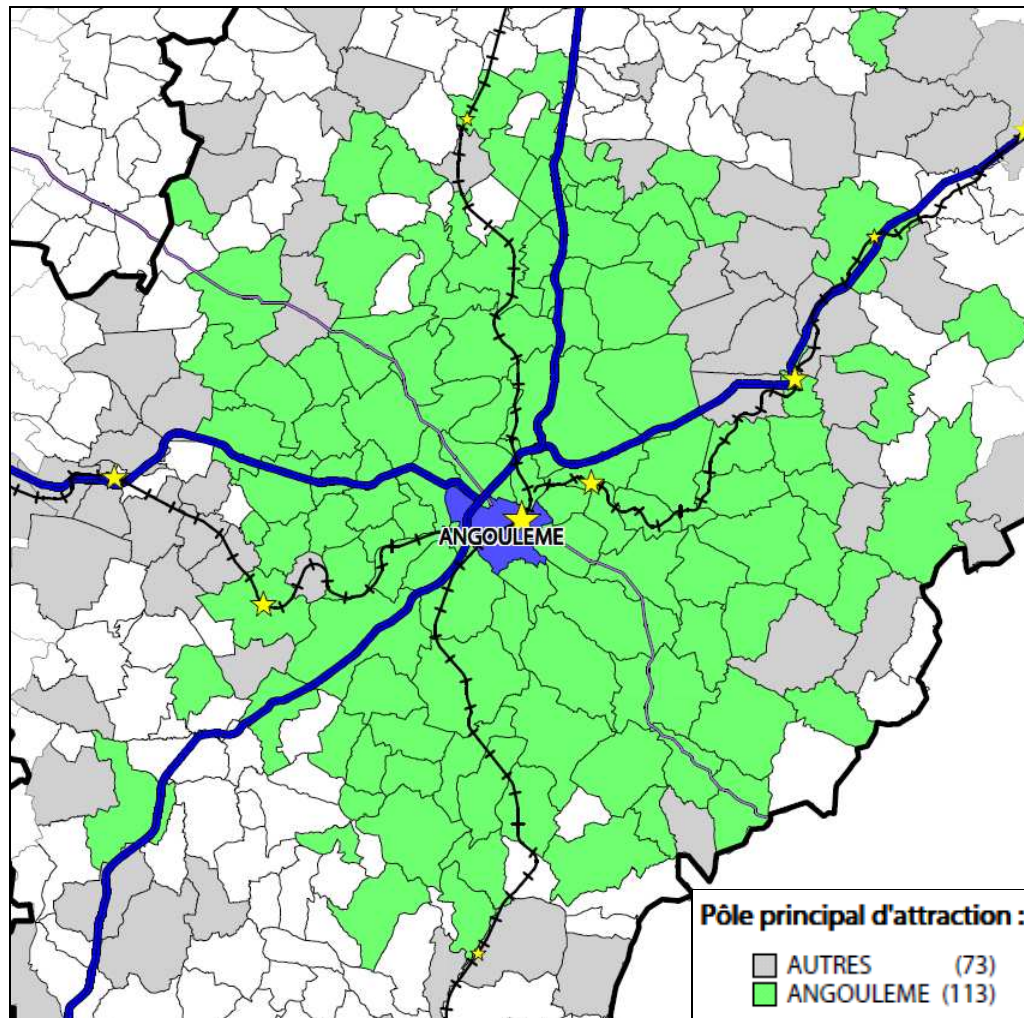 ANGOULEME
Pôle principal d'attraction :
AUTRES (73)
ANGOULEME (113)